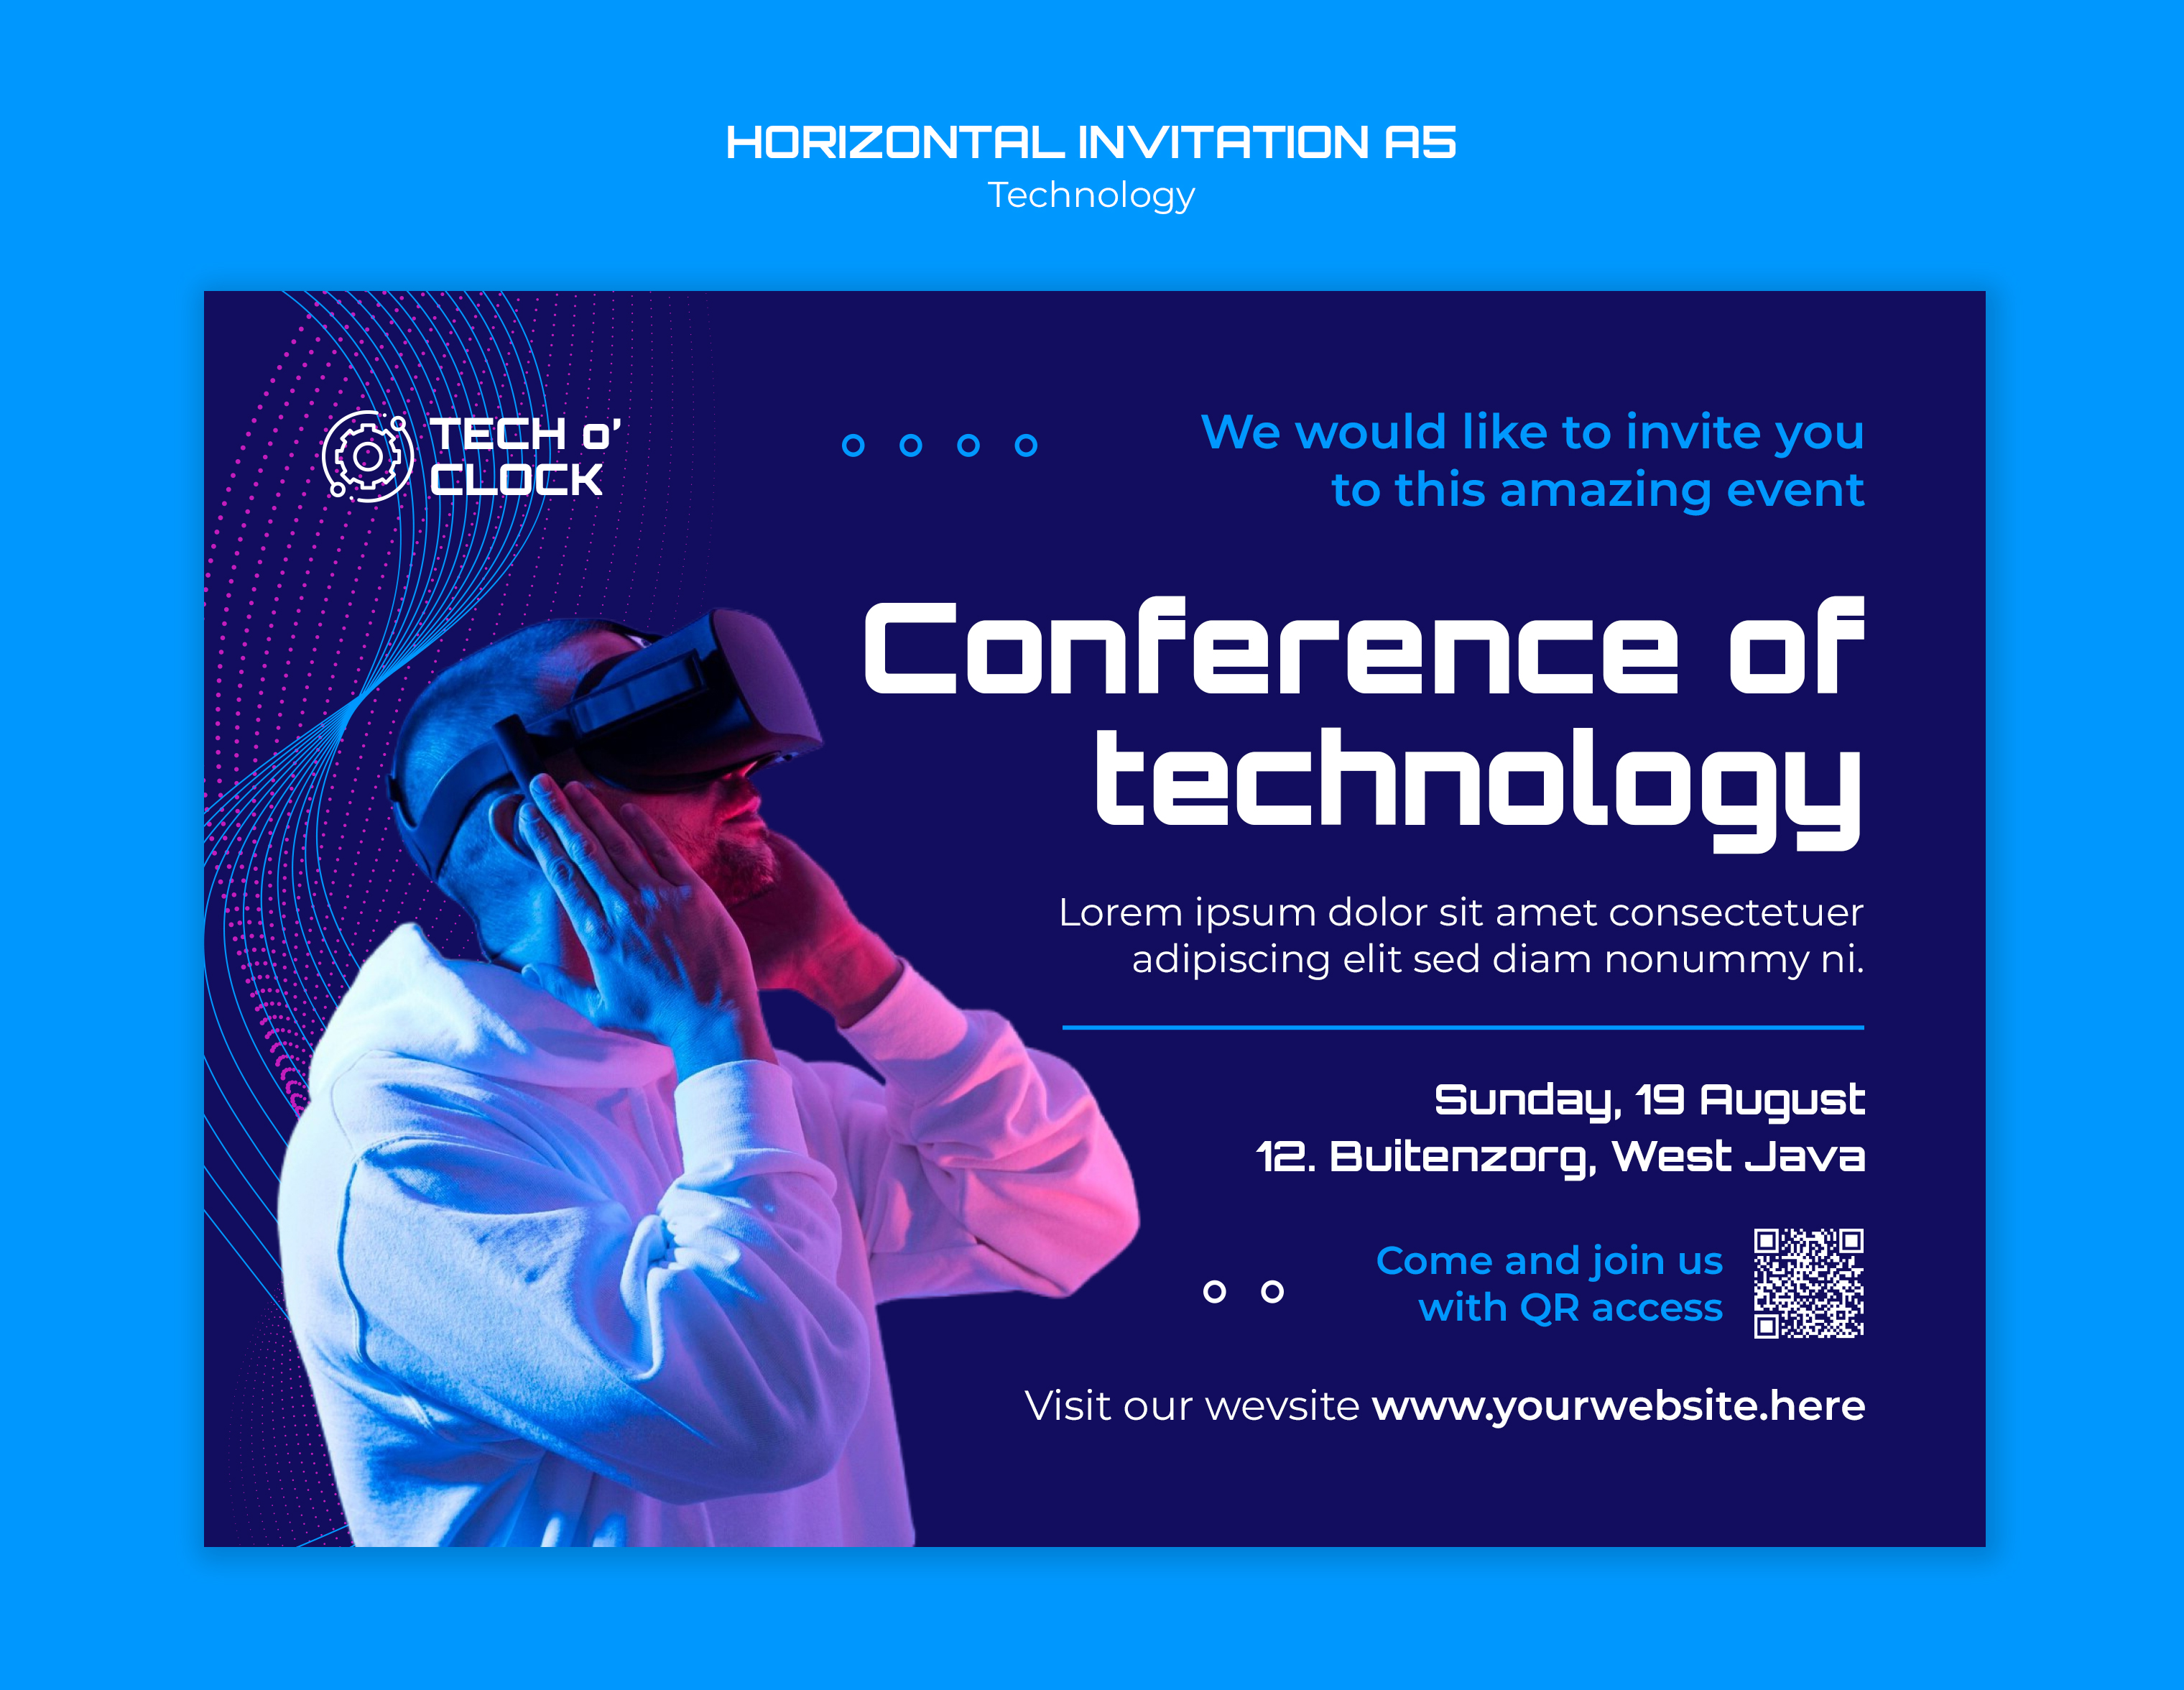 HORIZONTAL INVITATION A5
Technology
TECH o'
CLOCK
We would like to invite you
to this amazing event
Conference of
technology
Lorem ipsum dolor sit amet consectetuer
adipiscing elit sed diam nonummy ni.
Sunday, 19 August
12. Buitenzorg, West Java
Come and join us
with QR access
Visit our wevsite www.yourwebsite.here